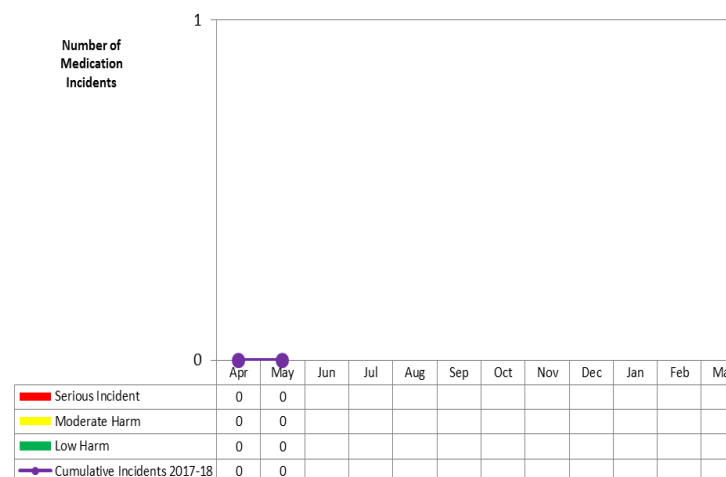 1
Number of
Medication
Incidents
0
Apr May Jun Jul Aug Sep Oct Nov Dec Jan Feb
Serious Incident 0 0
Moderate Harm 0 0
Low Harm 0 0
Cumulative Incidents 2017-18 0 0